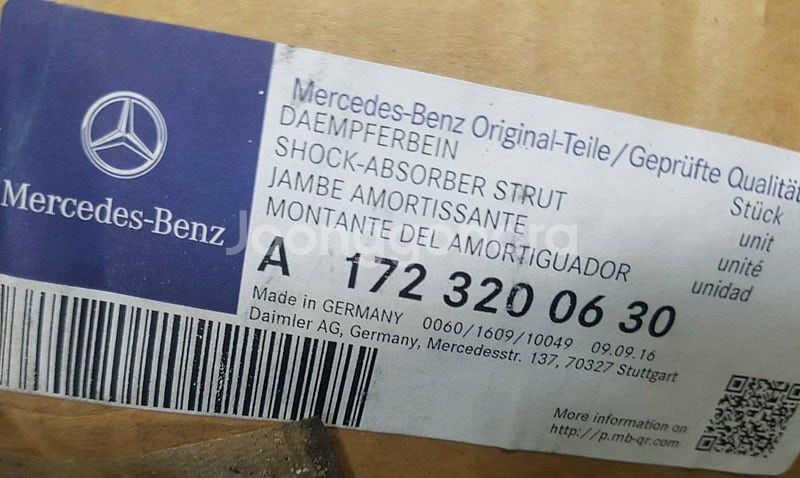 Mercedes-Benz
Mercedes-Benz Original-Teile/Geprüfte Qualität
DAEMPFERBEIN
SHOCK-ABSORBER STRUT
JAMBE AMORTISSANTE
MONTANTE DEL AMORTIGUADOR
Stück
unit
unité
unidad
A 172 320 06 30
Made in GERMANY 0060/1609/10049 09.09.16
Daimler AG, Germany, Mercedesstr. 137, 70327 Stuttgart
More information on
http://p.mb-qr.com
Joonggonara